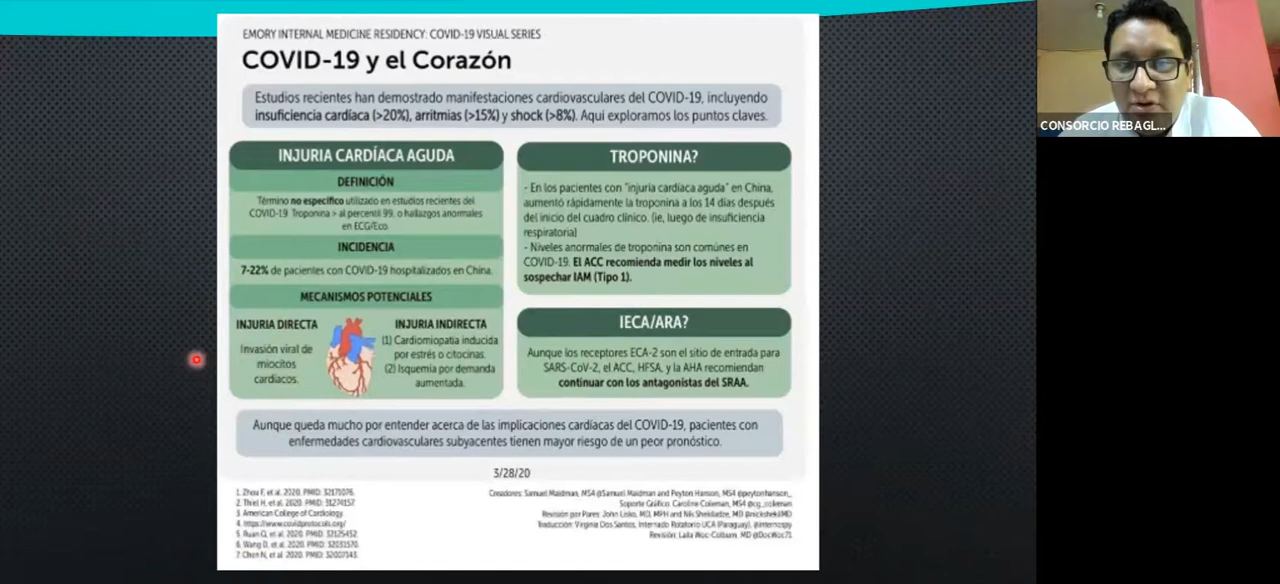 EMORY INTERNAL MEDICINE RESIDENCY: COVID-19 VISUAL SERIES
COVID-19 y el Corazón
Estudios recientes han demostrado manifestaciones cardiovasculares del COVID-19, incluyendo
insuficiencia cardíaca (>20%), arritmias (>15%) y shock (>8%). Aquí exploramos los puntos claves.
INJURIA CARDÍACA AGUDA
DEFINICIÓN
Término no específico utilizado en estudios recientes del
COVID-19 Troponina > al percentil 99. o hallazgos anormales
en ECG/Eco.
INCIDENCIA
7-22% de pacientes con COVID-19 hospitalizados en China.
MECANISMOS POTENCIALES
INJURIA DIRECTA
Invasión viral de
miocitos
cardíacos.
INJURIA INDIRECTA
(1) Cardiomiopatia inducida
por estrés o citocinas.
(2) Isquemia por demanda
aumentada.
TROPONINA?
- En los pacientes con "injuria cardíaca aguda" en China,
aumentó rápidamente la troponina a los 14 días después
del inicio del cuadro clínico. (ie, luego de insuficiencia
respiratoria)
- Niveles anormales de troponina son comúnes en
COVID-19. El ACC recomienda medir los niveles al
sospechar IAM (Tipo 1).
IECA/ARA?
Aunque los receptores ECA-2 son el sitio de entrada para
SARS-CoV-2, el ACC, HFSA, y la AHA recomiendan
continuar con los antagonistas del SRAA.
Aunque queda mucho por entender acerca de las implicaciones cardíacas del COVID-19, pacientes con
enfermedades cardiovasculares subyacentes tienen mayor riesgo de un peor pronóstico.
3/28/20
1. Zhou F, et al. 2020. PMID: 32171076.
2. Thiel H, et al. 2020. PMID:
3. American College of Cardiology.
4. https://www.covidprotocols.org/
5. Ruan Q, et al. 2020. PMID: 32125452.
6. Wang D, et al. 2020. PMID: 32031570.
7. Chen N, et al. 2020. PMID: 32007143.
Creadores: Samuel Maidman, MS4 @Samuel Maidman and Peyton Hanson, MS4 @peytonhanson_
Soporte Gráfico: Caroline Coleman, MS4 @cg_coleman
Revisión por Pares: John Lisko, MD, MPH and Nik Shekiladze, MD
Traducción: Virginia Dos Santos, Internado Rotatorio UCA (Paraguay), @internospy
Revisión: Laila Woc-Colburn, MD @DocWoc71
CONSORCIO REBAGL...